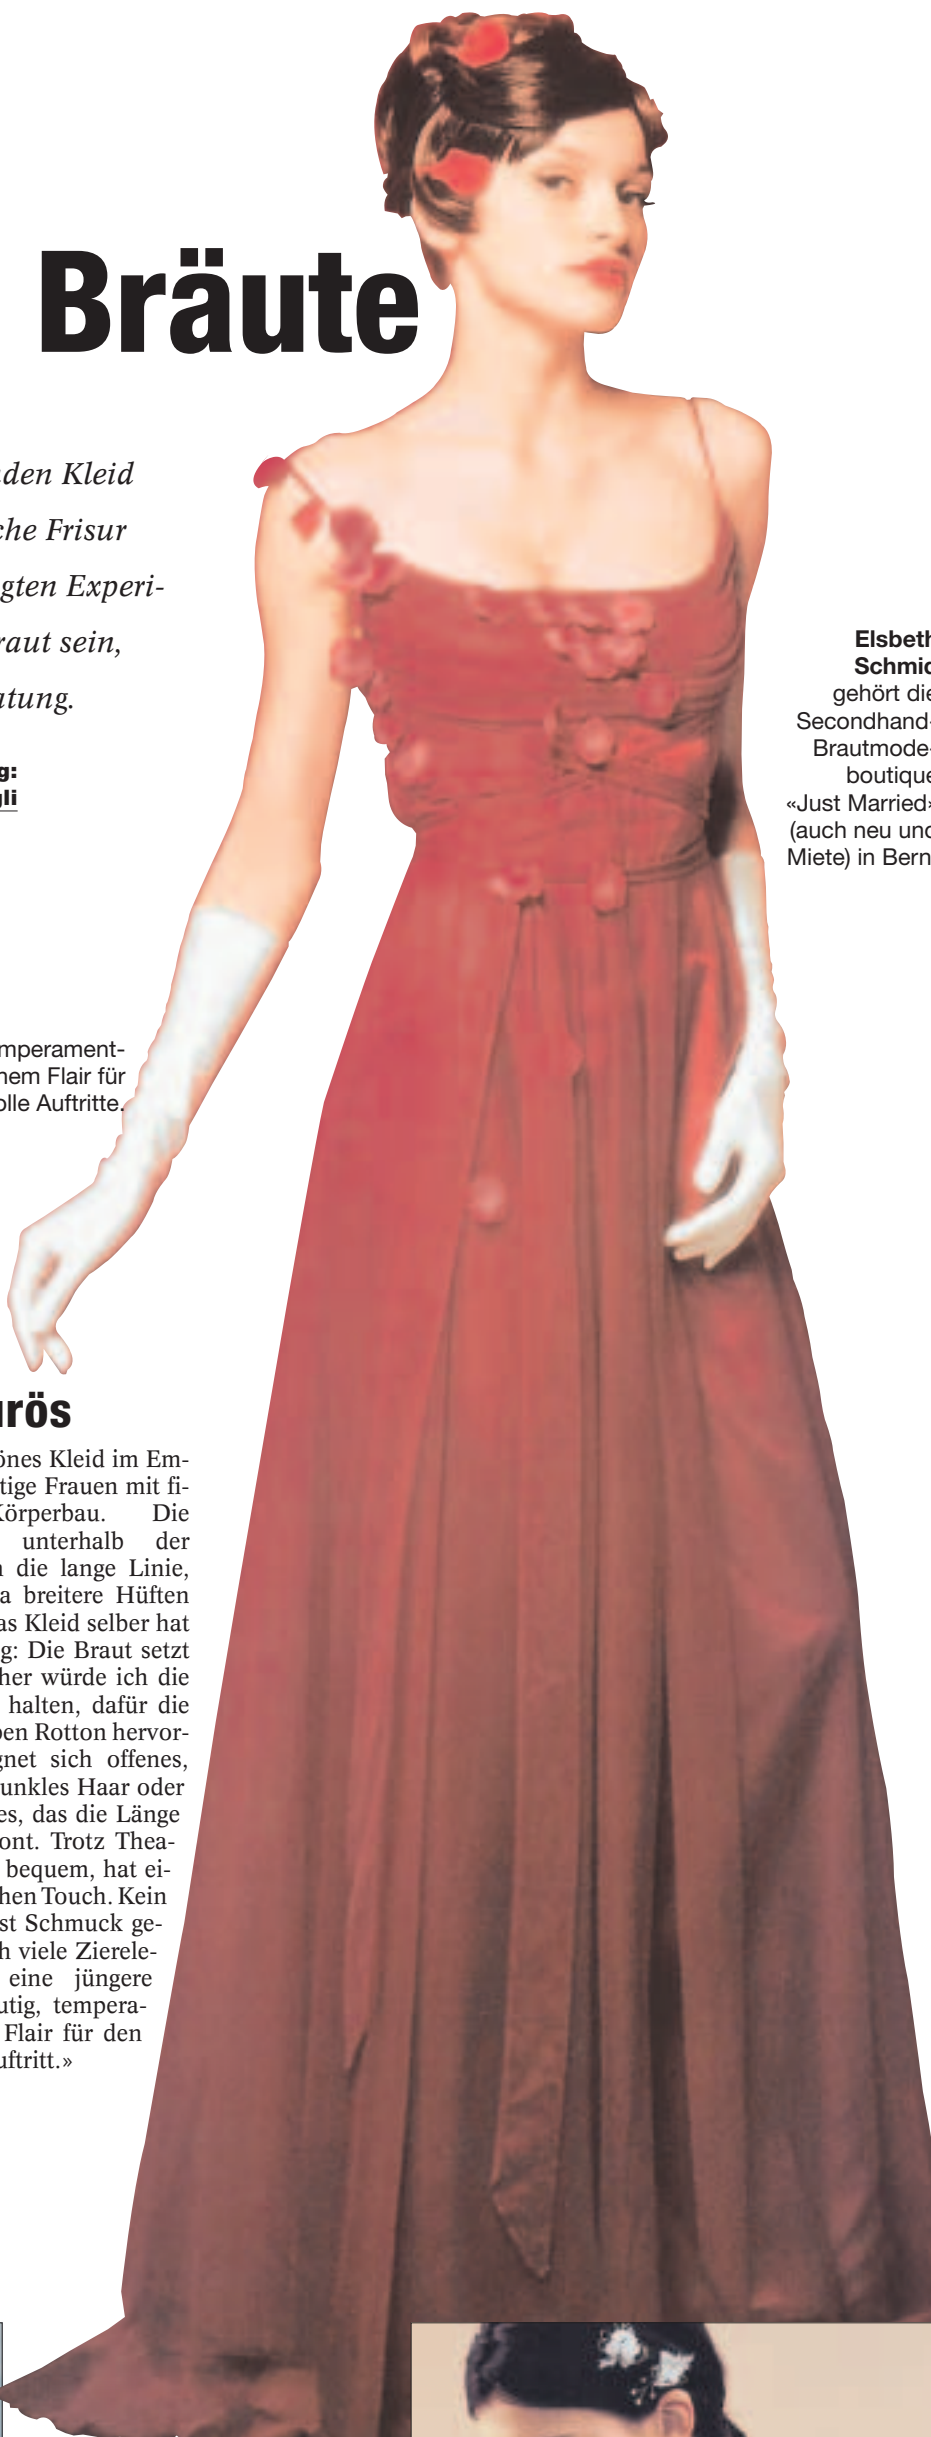 Bräute
den Kleid
che Frisur
gten Experi-
raut sein,
tung.
g:
gli
Elsbeth
Schmid
gehört die
Secondhand-
Brautmode-
boutique
«Just Married»
(auch neu und
Miete) in Bern
mperament-
nem Flair für
olle Auftritte.
urös
önes Kleid im Em-
tige Frauen mit fi-
Körperbau. Die
unterhalb der
die lange Linie,
a breitere Hüften
as Kleid selber hat
g: Die Braut setzt
her würde ich die
halten, dafür die
ben Rotton hervor-
gnet sich offenes,
unkles Haar oder
es, das die Länge
ont. Trotz Thea-
bequem, hat ei-
hen Touch. Kein
st Schmuck ge-
h viele Zierele-
eine jüngere
utig, tempera-
Flair für den
uftritt.»